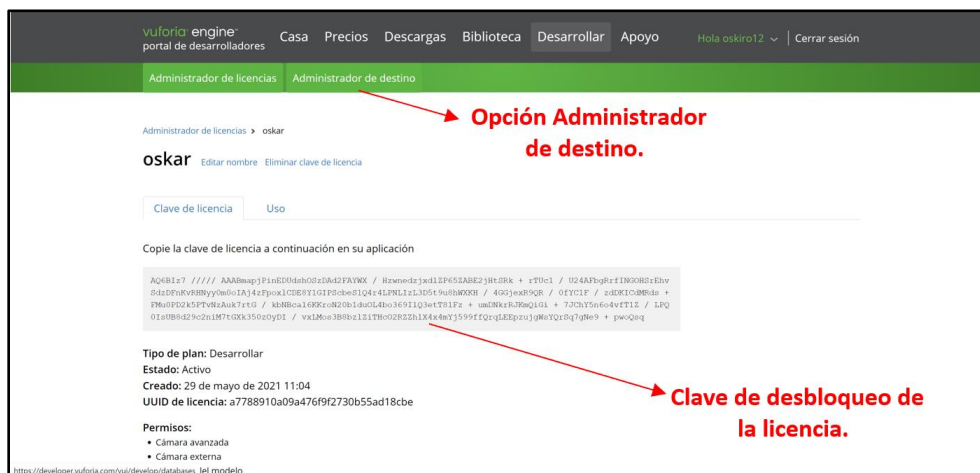 vuforia engine
portal de desarrolladores
Casa Precios Descargas Biblioteca Desarrollar Apoyo Hola oskiro12 Cerrar sesión
Administrador de licencias Administrador de destino
Opción Administrador
de destino.
Administrador de licencias > oskar
oskar Editar nombre Eliminar clave de licencia
Clave de licencia Uso
Copie la clave de licencia a continuación en su aplicación
Tipo de plan: Desarrollar
Estado: Activo
Creado: 29 de mayo de 2021 11:04
UUID de licencia: a7788910a09a476f9f2730b55ad18cbe
Clave de desbloqueo de
la licencia.
Permisos:
• Cámara avanzada
• Cámara externa
https://developer.vuforia.com/vui/develop/databases lel modelo